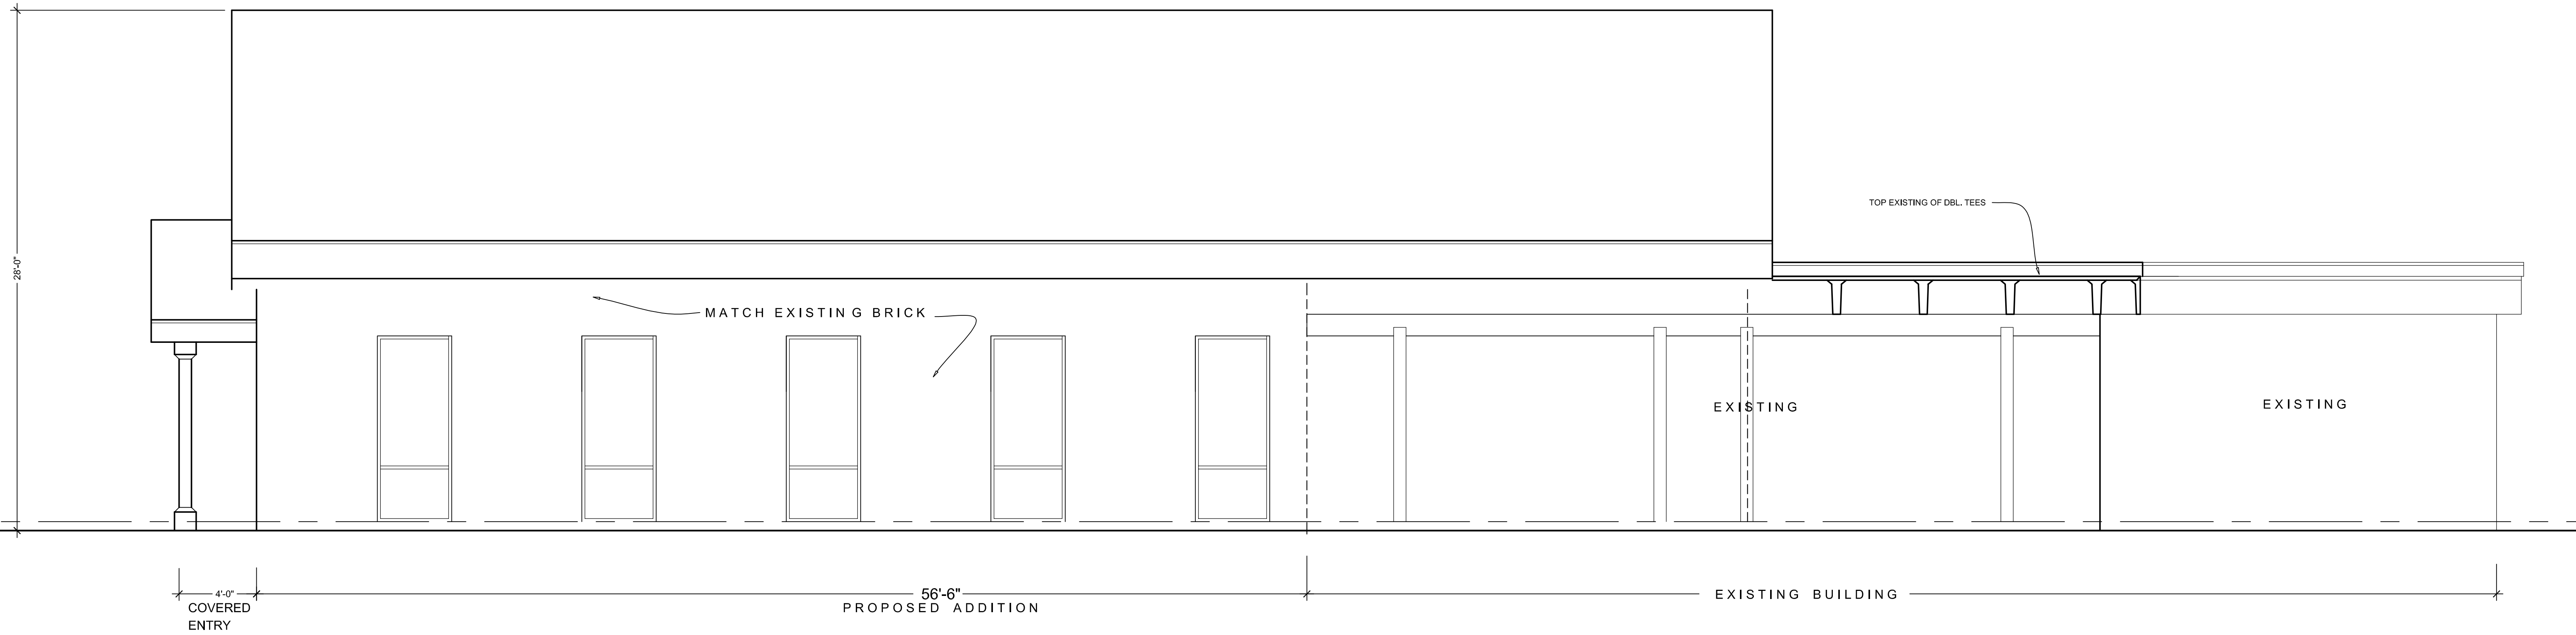 TOP EXISTING OF DBL. TEES
28'-0"
MATCH EXISTING BRICK
EXISTING
EXISTING
4'-0"
COVERED
ENTRY
56'-6"
PROPOSED ADDITION
EXISTING BUILDING